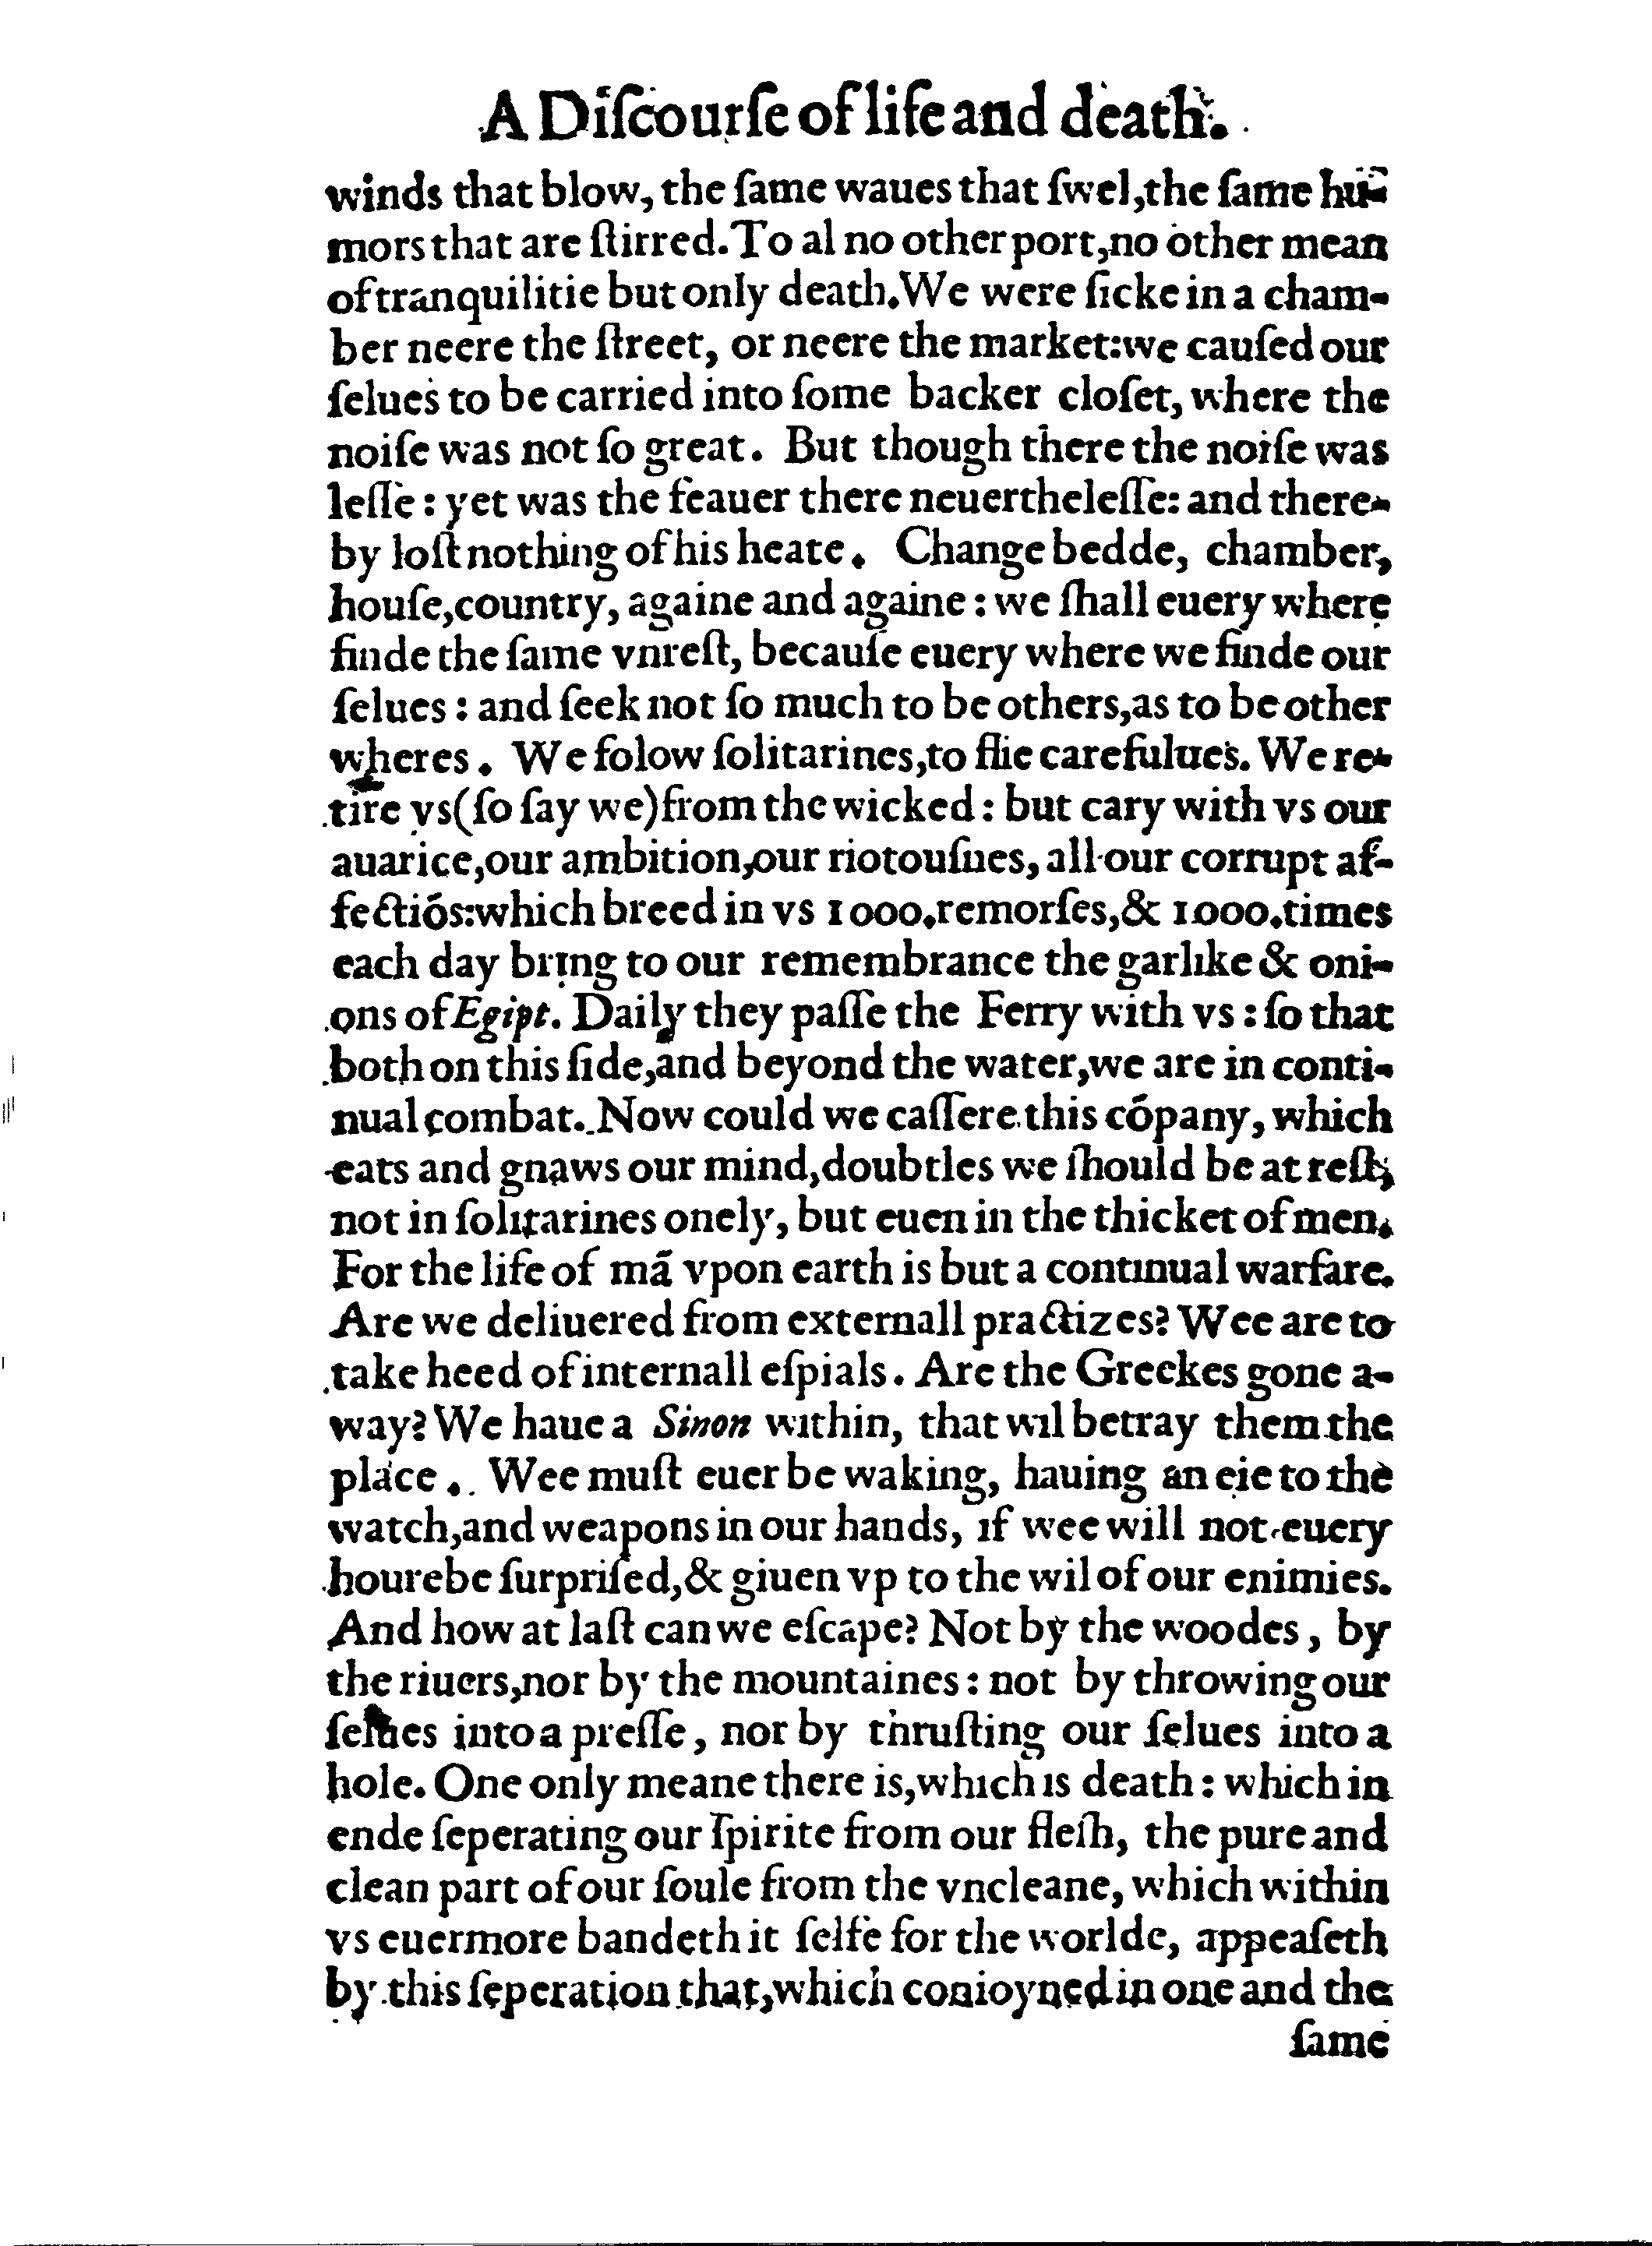 A Diſcourſe of life and death.
winds that blow, the ſame waues that ſwel,the ſame hu-
mors that are ſtirred.To al no other port,no other mean
of tranquilitie but only death.We were ſicke in a cham-
ber neere the ſtreet, or neere the market:we cauſed our
ſelues to be carried into ſome backer cloſet, where the
noiſe was not ſo great. But though there the noiſe was
leſſe : yet was the feauer there neuertheleſſe: and there-
by loſt nothing of his heate. Change bedde, chamber,
houſe,country, againe and againe : we ſhall euery where
finde the ſame vnreſt, becauſe euery where we finde our
ſelues : and ſeek not ſo much to be others,as to be other
wheres. We folow ſolitarines,to flie carefulues. We re-
tire vs(ſo ſay we)from the wicked : but cary with vs our
auarice,our ambition,our riotouſnes, all our corrupt af-
fectiõs:which breed in vs 1000.remorſes,& 1000.times
each day bring to our remembrance the garlike & oni-
ons of Egipt. Daily they paſſe the Ferry with vs : ſo that
both on this ſide,and beyond the water,we are in conti-
nual combat. Now could we caſſere this cõpany, which
eats and gnaws our mind,doubtles we ſhould be at reſt,
not in ſolitarines onely, but euen in the thicket of men.
For the life of mã vpon earth is but a continual warfare.
Are we deliuered from externall practizes? Wee are to
take heed of internall eſpials. Are the Greekes gone a-
way? We haue a Sinon within, that wil betray them the
place. Wee muſt euer be waking, hauing an eie to the
watch,and weapons in our hands, if wee will not euery
houre be ſurpriſed,& giuen vp to the wil of our enimies.
And how at laſt can we eſcape? Not by the woodes, by
the riuers,nor by the mountaines : not by throwing our
ſelues into a preſſe, nor by thruſting our ſelues into a
hole. One only meane there is,which is death : which in
ende ſeperating our ſpirite from our fleſh, the pure and
clean part of our ſoule from the vncleane, which within
vs euermore bandeth it ſelfe for the worlde, appeaſeth
by this ſeperation that,which conioyned in one and the
ſame